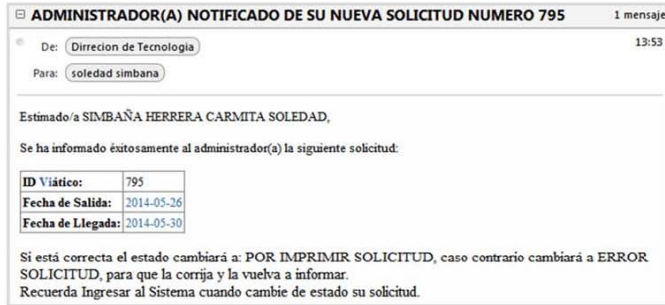 ADMINISTRADOR(A) NOTIFICADO DE SU NUEVA SOLICITUD NUMERO 795 1 mensaje
De: Dirrecion de Tecnologia 13:53
Para: soledad simbana
Estimado/a SIMBAÑA HERRERA CARMITA SOLEDAD,
Se ha informado éxitosamente al administrador(a) la siguiente solicitud:
ID Viático: 795
Fecha de Salida: 2014-05-26
Fecha de Llegada: 2014-05-30
Si está correcta el estado cambiará a: POR IMPRIMIR SOLICITUD, caso contrario cambiará a ERROR
SOLICITUD, para que la corrija y la vuelva a informar.
Recuerda Ingresar al Sistema cuando cambie de estado su solicitud.